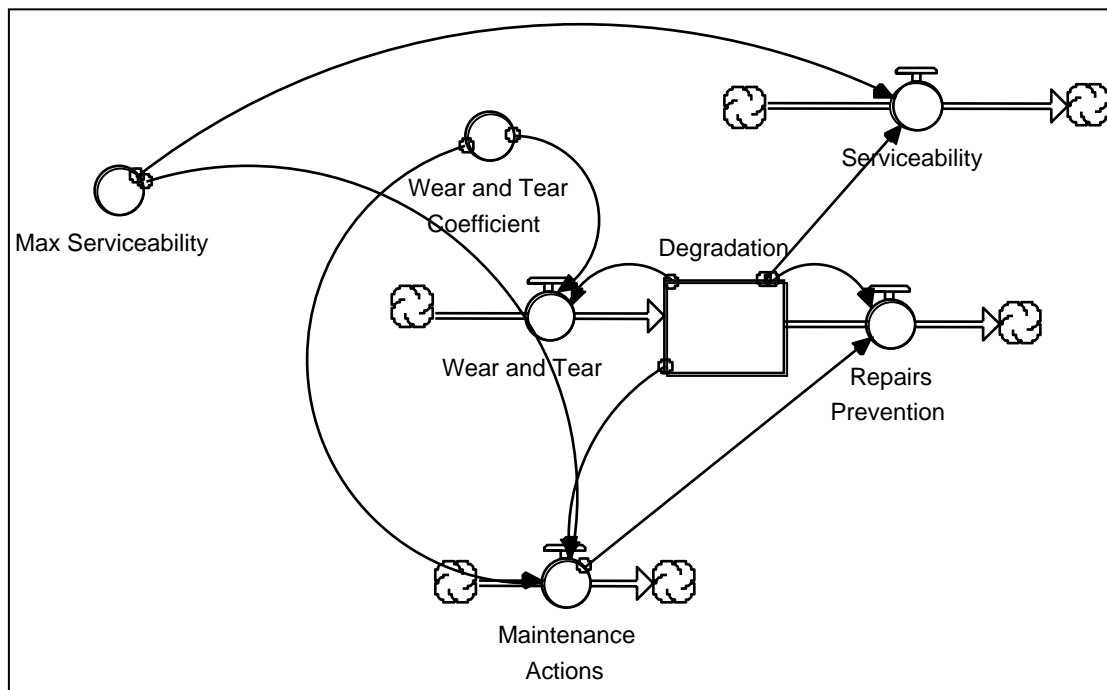 Serviceability
Wear and Tear
Coefficient
Max Serviceability
Degradation
Wear and Tear
Repairs
Prevention
Maintenance
Actions